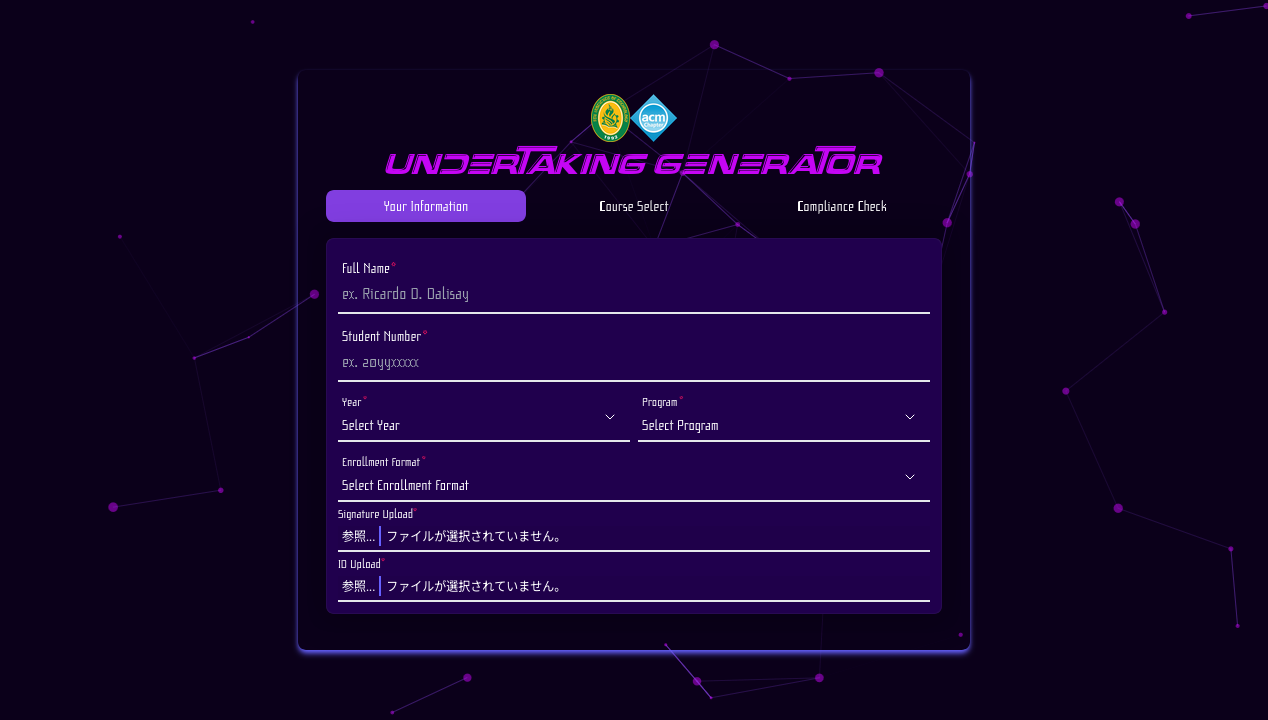 acm
Chapter
UNDERTAKING GENERATOR
Your Information
Course Select
Compliance Check
Full Name*
ex. Ricardo D. Dalisay
Student Number*
ex. 20yyxxxxx
Year*
Program*
Select Year
Select Program
Enrollment Format*
Select Enrollment Format
Signature Upload*
参照... ファイルが選択されていません。
ID Upload*
参照... ファイルが選択されていません。